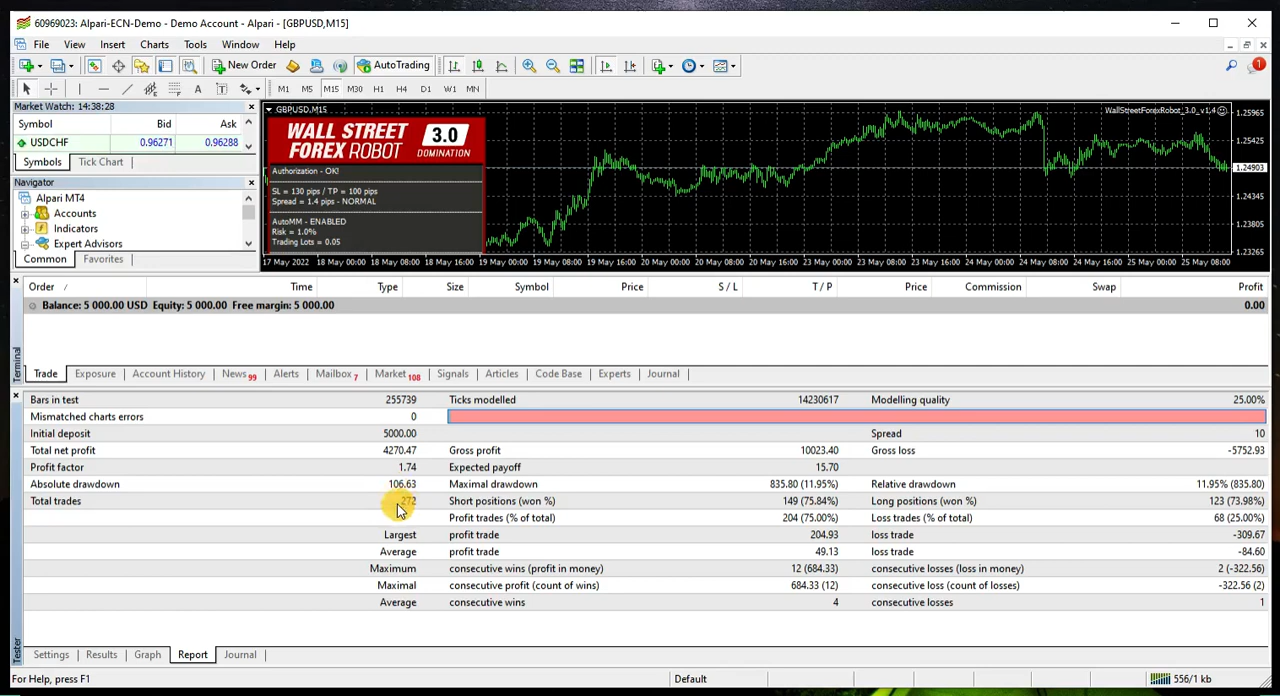 60969023: Alpari-ECN-Demo - Demo Account - Alpari - [GBPUSD,M15]
File View Insert Charts Tools Window Help
New Order AutoTrading 1
A T M1 M5 M15 M30 H1 H4 D1 W1 MN
Market Watch: 14:38:28
Symbol Bid Ask
USDCHF 0.96271 0.96288
Symbols Tick Chart
Navigator
Alpari MT4
Accounts
Indicators
Expert Advisors
Common Favorites
GBPUSD,M15
WallStreetForexRobot_3.0_v1.4
WALL STREET
FOREX ROBOT
3.0
DOMINATION
Authorization - OK!
SL = 130 pips / TP = 100 pips
Spread = 1.4 pips - NORMAL
AutoMM - ENABLED
Risk = 1.0%
Trading Lots = 0.05
1.25965
1.25425
1.24903
1.24345
1.23805
1.23265
17 May 2022 18 May 00:00 18 May 08:00 18 May 16:00 19 May 00:00 19 May 08:00 19 May 16:00 20 May 00:00 20 May 08:00 20 May 16:00 23 May 00:00 23 May 08:00 23 May 16:00 24 May 00:00 24 May 08:00 24 May 16:00 25 May 00:00 25 May 08:00
Order / Time Type Size Symbol Price S / L T / P Price Commission Swap Profit
Balance: 5 000.00 USD Equity: 5 000.00 Free margin: 5 000.00 0.00
Terminal
Trade Exposure Account History News 99 Alerts Mailbox 7 Market 108 Signals Articles Code Base Experts Journal
Bars in test 255739 Ticks modelled 14230617 Modelling quality 25.00%
Mismatched charts errors 0
Initial deposit 5000.00 Spread 10
Total net profit 4270.47 Gross profit 10023.40 Gross loss -5752.93
Profit factor 1.74 Expected payoff 15.70
Absolute drawdown 106.63 Maximal drawdown 835.80 (11.95%) Relative drawdown 11.95% (835.80)
Total trades 272 Short positions (won %) 149 (75.84%) Long positions (won %) 123 (73.98%)
Profit trades (% of total) 204 (75.00%) Loss trades (% of total) 68 (25.00%)
Largest profit trade 204.93 loss trade -309.67
Average profit trade 49.13 loss trade -84.60
Maximum consecutive wins (profit in money) 12 (684.33) consecutive losses (loss in money) 2 (-322.56)
Maximal consecutive profit (count of wins) 684.33 (12) consecutive loss (count of losses) -322.56 (2)
Average consecutive wins 4 consecutive losses 1
Tester
Settings Results Graph Report Journal
For Help, press F1 Default 556/1 kb